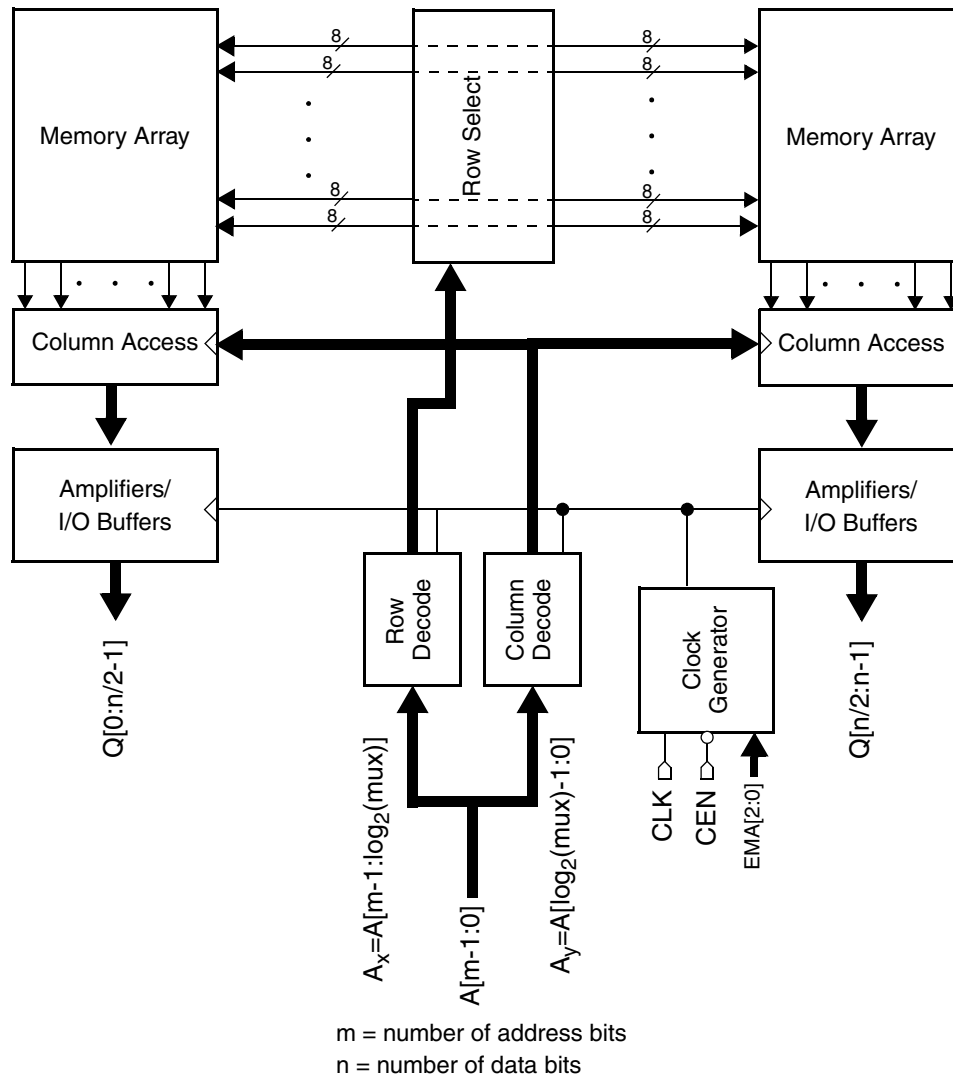 8
8
8
8
Memory Array
Row Select
Memory Array
8
8
8
8
Column Access
Column Access
Amplifiers/
I/O Buffers
Amplifiers/
I/O Buffers
Row
Decode
Column
Decode
Clock
Generator
Q[0:n/2-1]
Q[n/2:n-1]
CLK
CEN
EMA[2:0]
Ax=A[m-1:log2(mux)]
A[m-1:0]
Ay=A[log2(mux)-1:0]
m = number of address bits
n = number of data bits